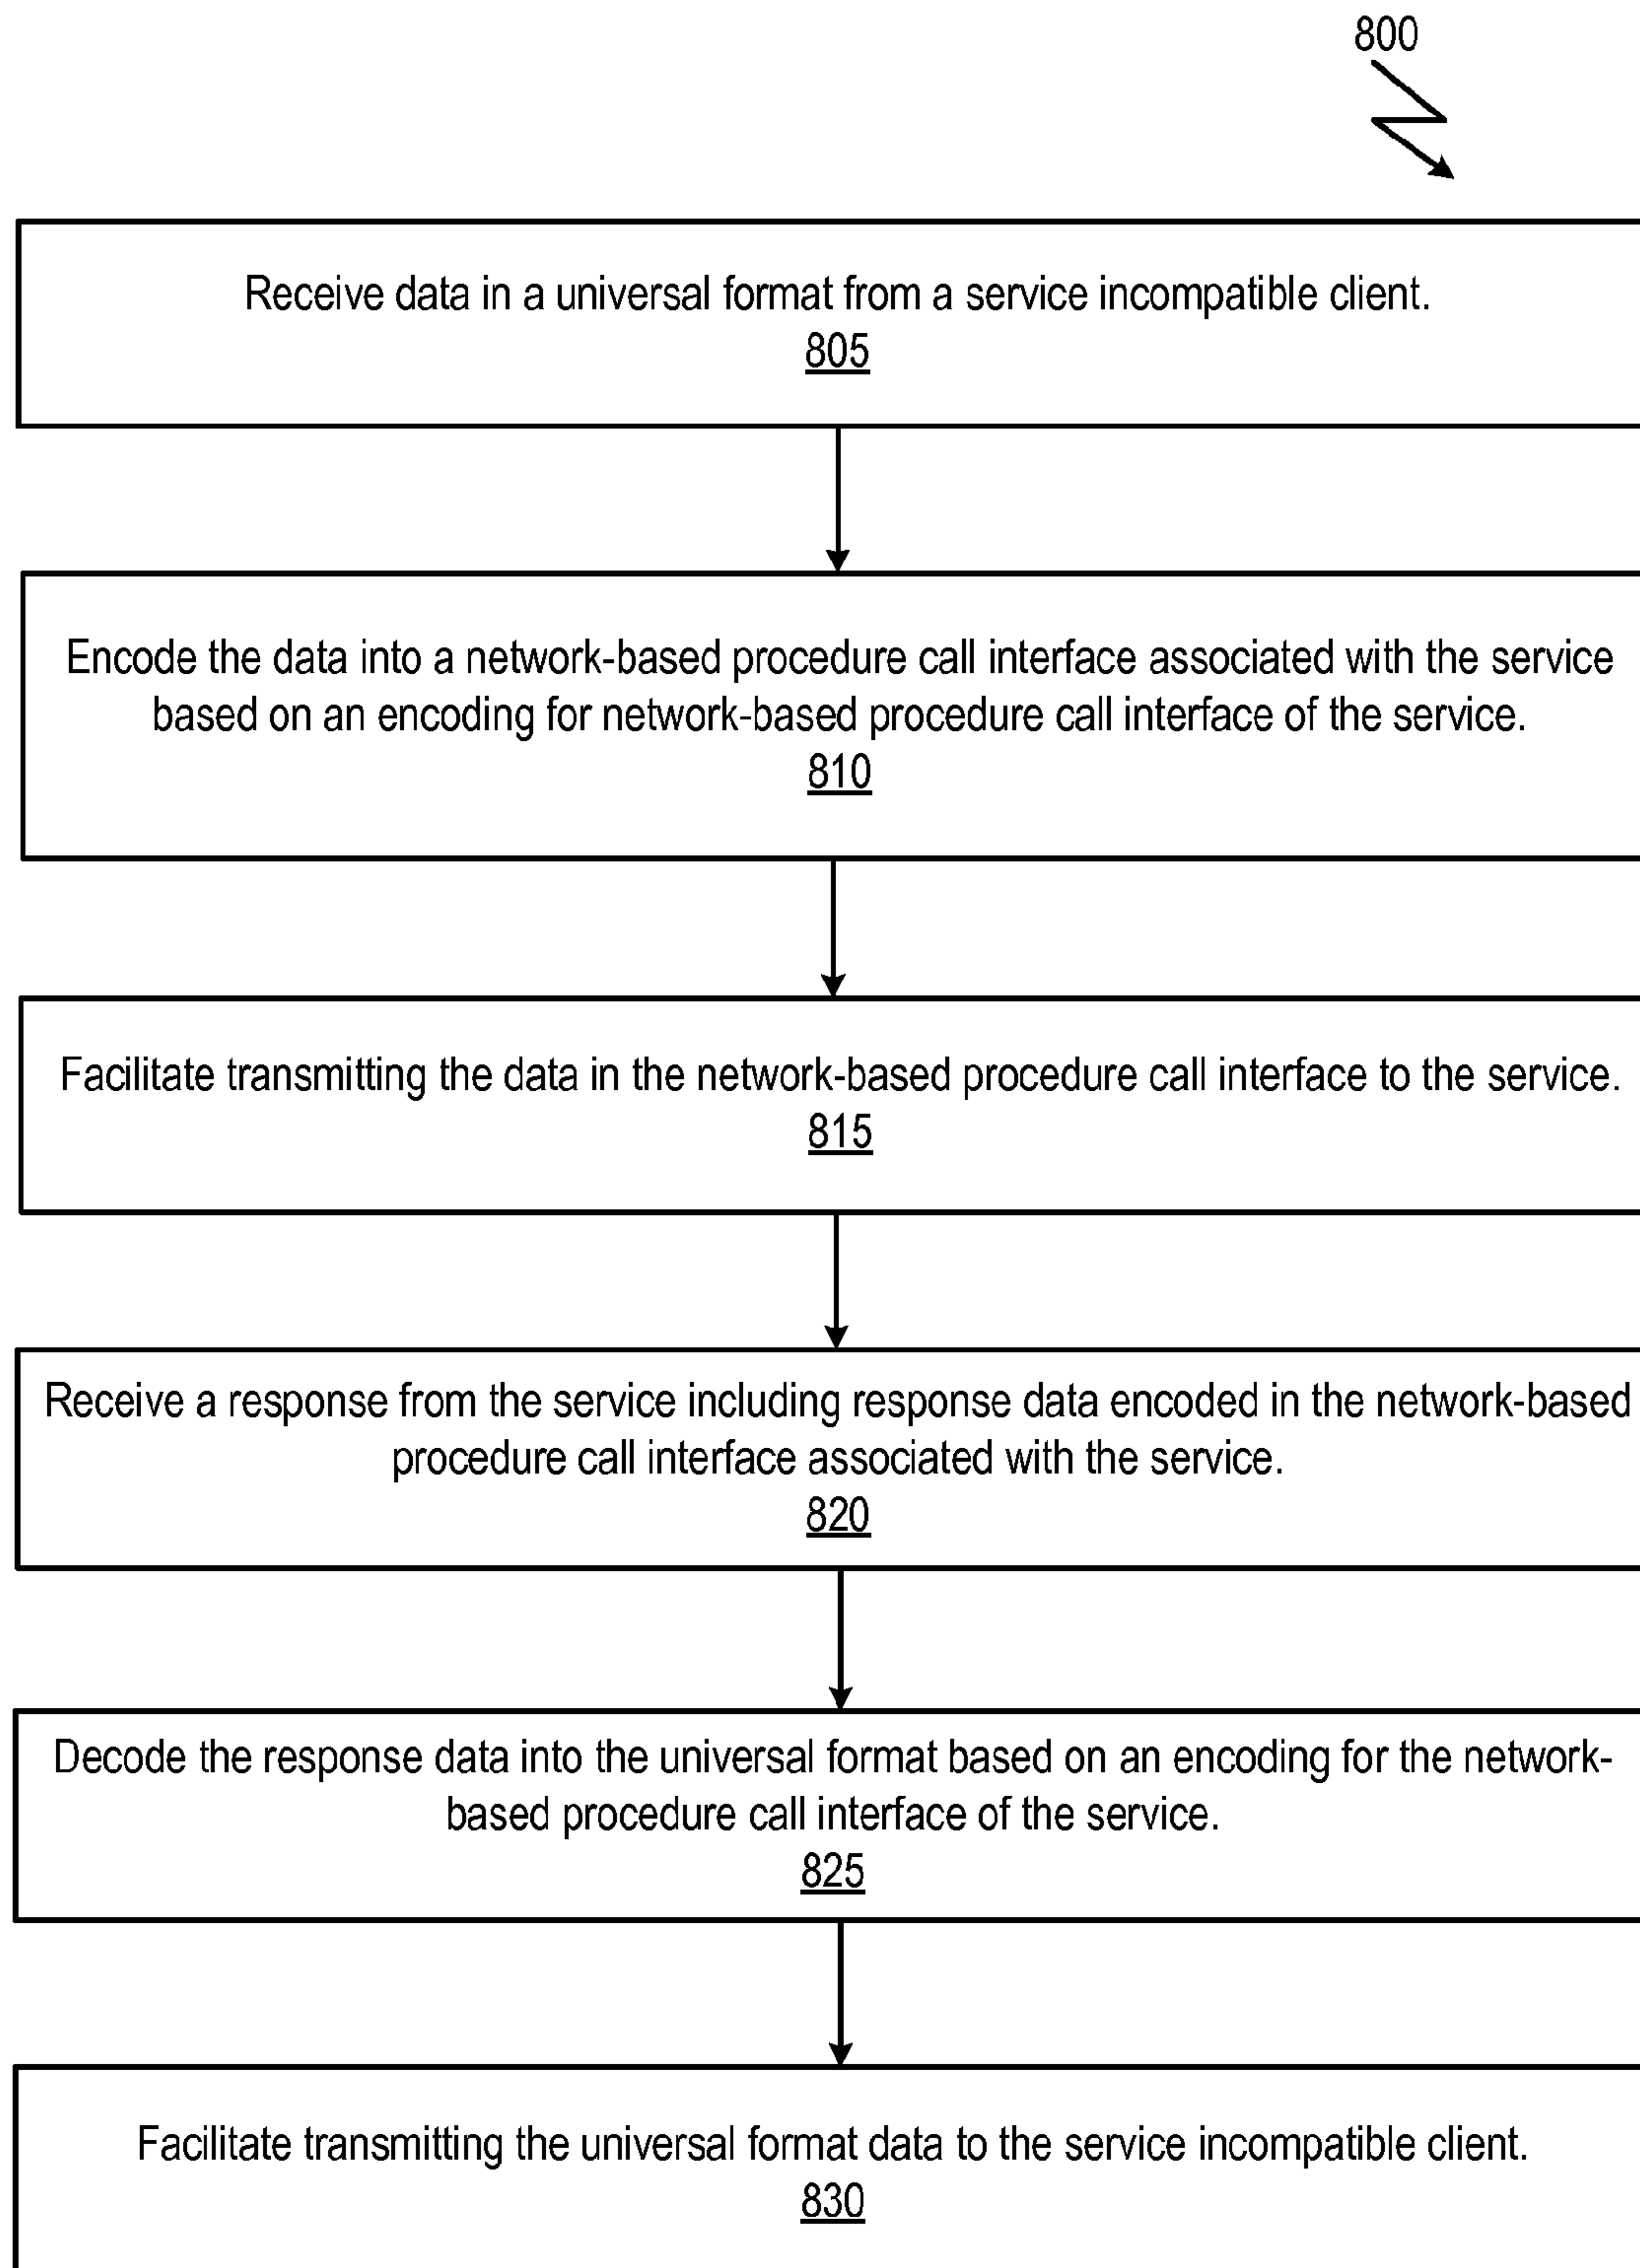 800
Receive data in a universal format from a service incompatible client.
805
Encode the data into a network-based procedure call interface associated with the service
based on an encoding for network-based procedure call interface of the service.
810
Facilitate transmitting the data in the network-based procedure call interface to the service.
815
Receive a response from the service including response data encoded in the network-based
procedure call interface associated with the service.
820
Decode the response data into the universal format based on an encoding for the network-
based procedure call interface of the service.
825
Facilitate transmitting the universal format data to the service incompatible client.
830